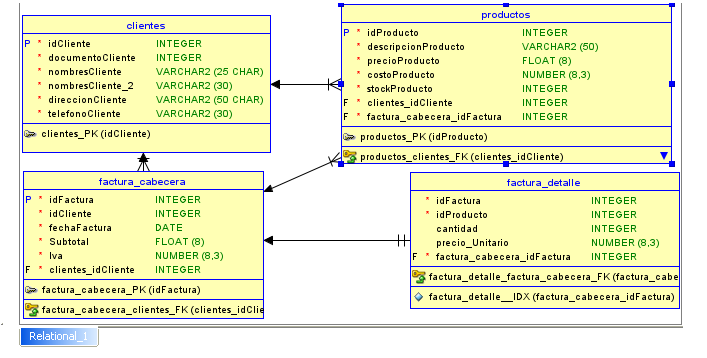 clientes
P * idCliente INTEGER
* documentoCliente INTEGER
* nombresCliente VARCHAR2 (25 CHAR)
* nombresCliente_2 VARCHAR2 (30)
* direccionCliente VARCHAR2 (50 CHAR)
* telefonoCliente VARCHAR2 (30)
clientes_PK (idCliente)
productos
P * idProducto INTEGER
* descripcionProducto VARCHAR2 (50)
* precioProducto FLOAT (8)
* costoProducto NUMBER (8,3)
* stockProducto INTEGER
F * clientes_idCliente INTEGER
F * factura_cabecera_idFactura INTEGER
productos_PK (idProducto)
productos_clientes_FK (clientes_idCliente)
factura_cabecera
P * idFactura INTEGER
* idCliente INTEGER
* fechaFactura DATE
* Subtotal FLOAT (8)
* Iva NUMBER (8,3)
F * clientes_idCliente INTEGER
factura_cabecera_PK (idFactura)
factura_cabecera_clientes_FK (clientes_idClie
factura_detalle
* idFactura INTEGER
* idProducto INTEGER
cantidad INTEGER
precio_Unitario NUMBER (8,3)
F * factura_cabecera_idFactura INTEGER
factura_detalle_factura_cabecera_FK (factura_cabe
factura_detalle__IDX (factura_cabecera_idFactura)
Relational_1